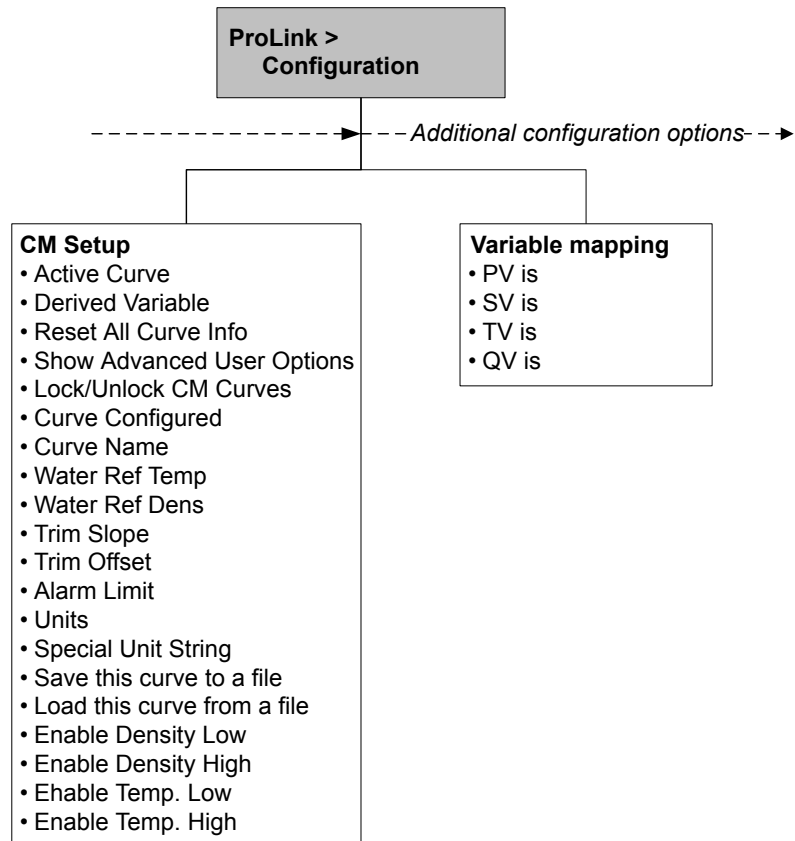 ProLink >
Configuration
Additional configuration options
CM Setup
• Active Curve
• Derived Variable
• Reset All Curve Info
• Show Advanced User Options
• Lock/Unlock CM Curves
• Curve Configured
• Curve Name
• Water Ref Temp
• Water Ref Dens
• Trim Slope
• Trim Offset
• Alarm Limit
• Units
• Special Unit String
• Save this curve to a file
• Load this curve from a file
• Enable Density Low
• Enable Density High
• Ehable Temp. Low
• Enable Temp. High
Variable mapping
• PV is
• SV is
• TV is
• QV is